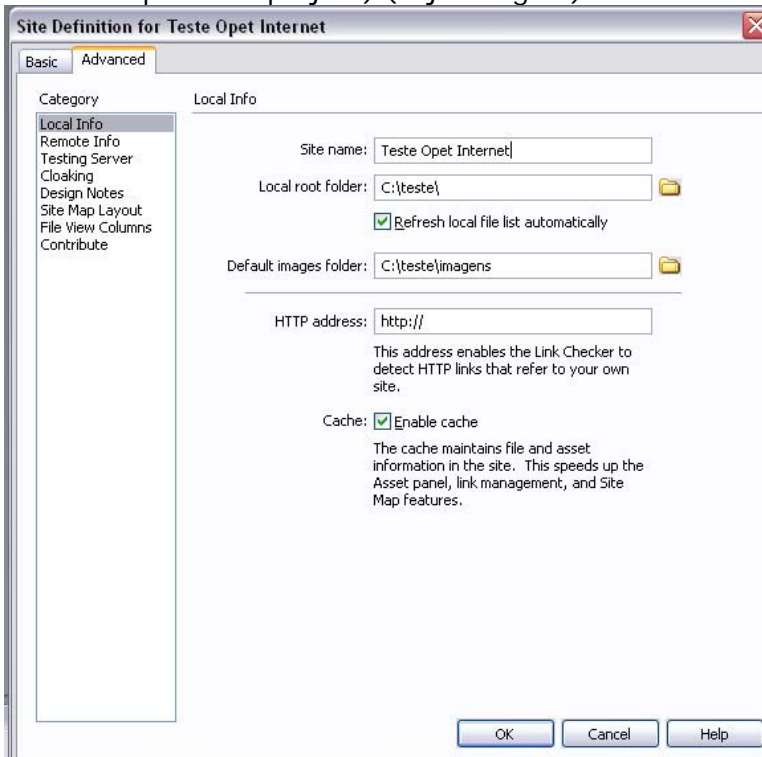 Site Definition for Teste Opet Internet
Basic Advanced
Category
Local Info
Remote Info
Testing Server
Cloaking
Design Notes
Site Map Layout
File View Columns
Contribute
Local Info
Site name: Teste Opet Internet
Local root folder: C:\teste\
Refresh local file list automatically
Default images folder: C:\teste\imagens
HTTP address: http://
This address enables the Link Checker to
detect HTTP links that refer to your own
site.
Cache: Enable cache
The cache maintains file and asset
information in the site. This speeds up the
Asset panel, link management, and Site
Map features.
OK Cancel Help